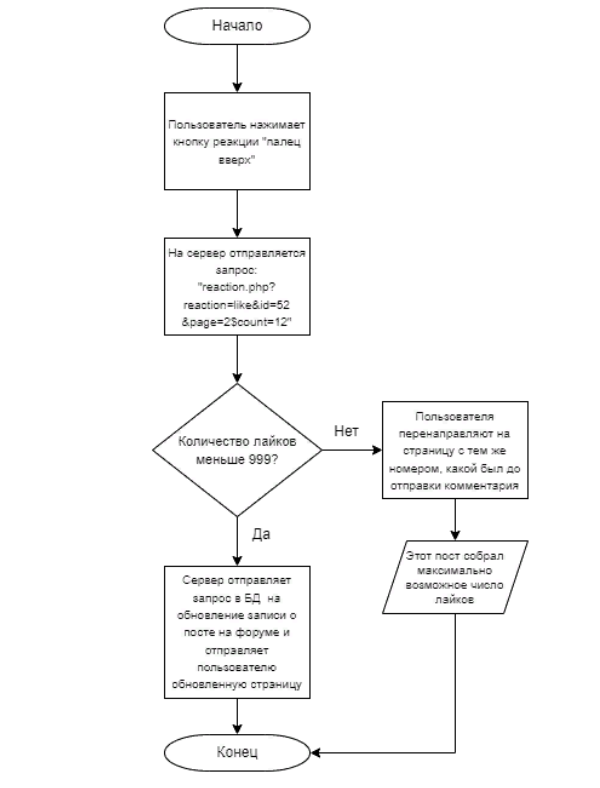 Начало
Пользователь нажимает
кнопку реакции "палец
вверх"
На сервер отправляется
запрос:
"reaction.php?
reaction=like&id=52
&page=2$count=12"
Количество лайков
меньше 999?
Нет
Пользователя
перенаправляют на
страницу с тем же
номером, какой был до
отправки комментария
Этот пост собрал
максимально
возможное число
лайков
Да
Сервер отправляет
запрос в БД на
обновление записи о
посте на форуме и
отправляет
пользователю
обновленную страницу
Конец